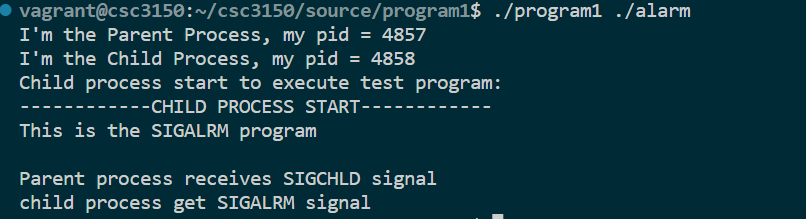 vagrant@csc3150:~/csc3150/source/program1$ ./program1 ./alarm
I'm the Parent Process, my pid = 4857
I'm the Child Process, my pid = 4858
Child process start to execute test program:
------------CHILD PROCESS START------------
This is the SIGALRM program
Parent process receives SIGCHLD signal
child process get SIGALRM signal